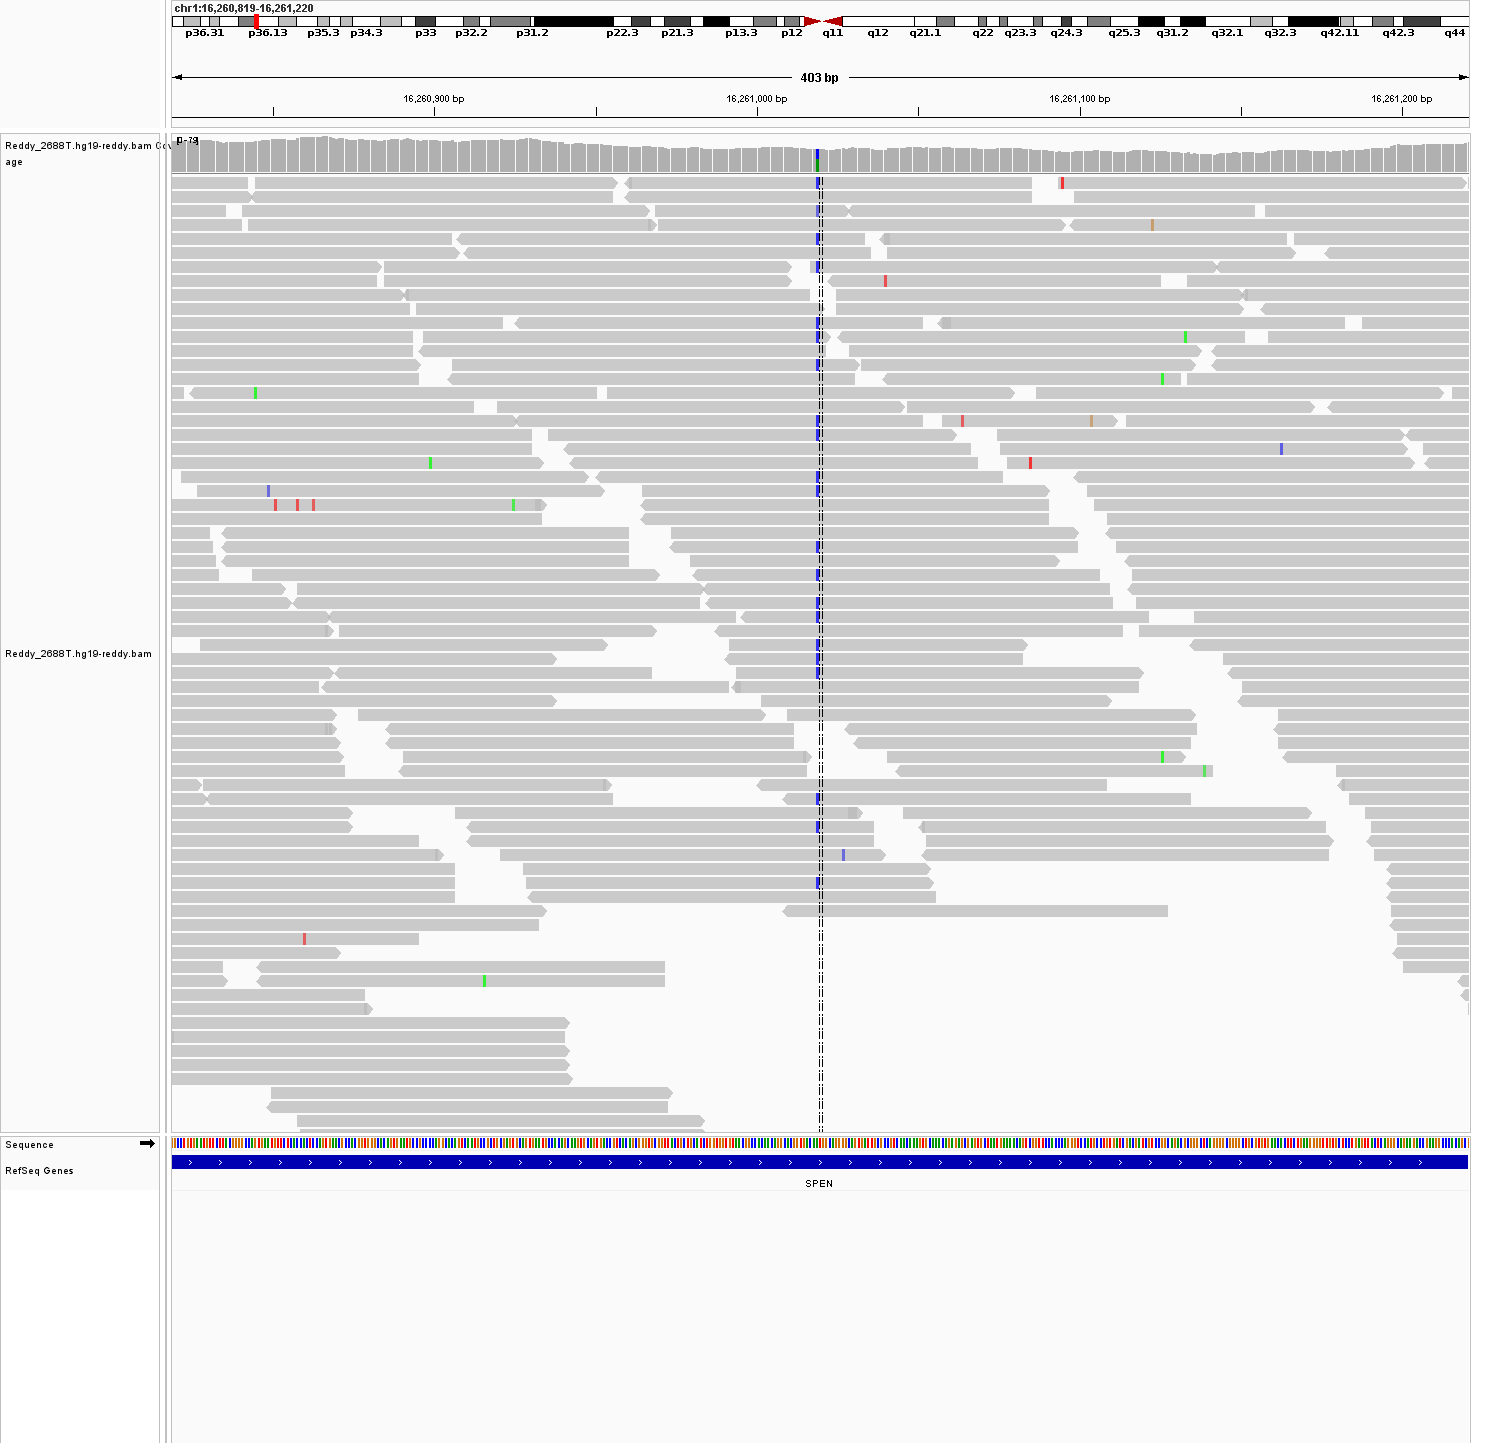 chr1:16,260,819-16,261,220
p36.31 p36.13 p35.3 p34.3 p33 p32.2 p31.2 p22.3 p21.3 p13.3 p12 q11 q12 q21.1 q22 q23.3 q24.3 q25.3 q31.2 q32.1 q32.3 q42.11 q42.3 q44
403 bp
16,260,900 bp 16,261,000 bp 16,261,100 bp 16,261,200 bp
Reddy_2688T.hg19-reddy.bam
age
Reddy_2688T.hg19-reddy.bam
Sequence
RefSeq Genes
SPEN